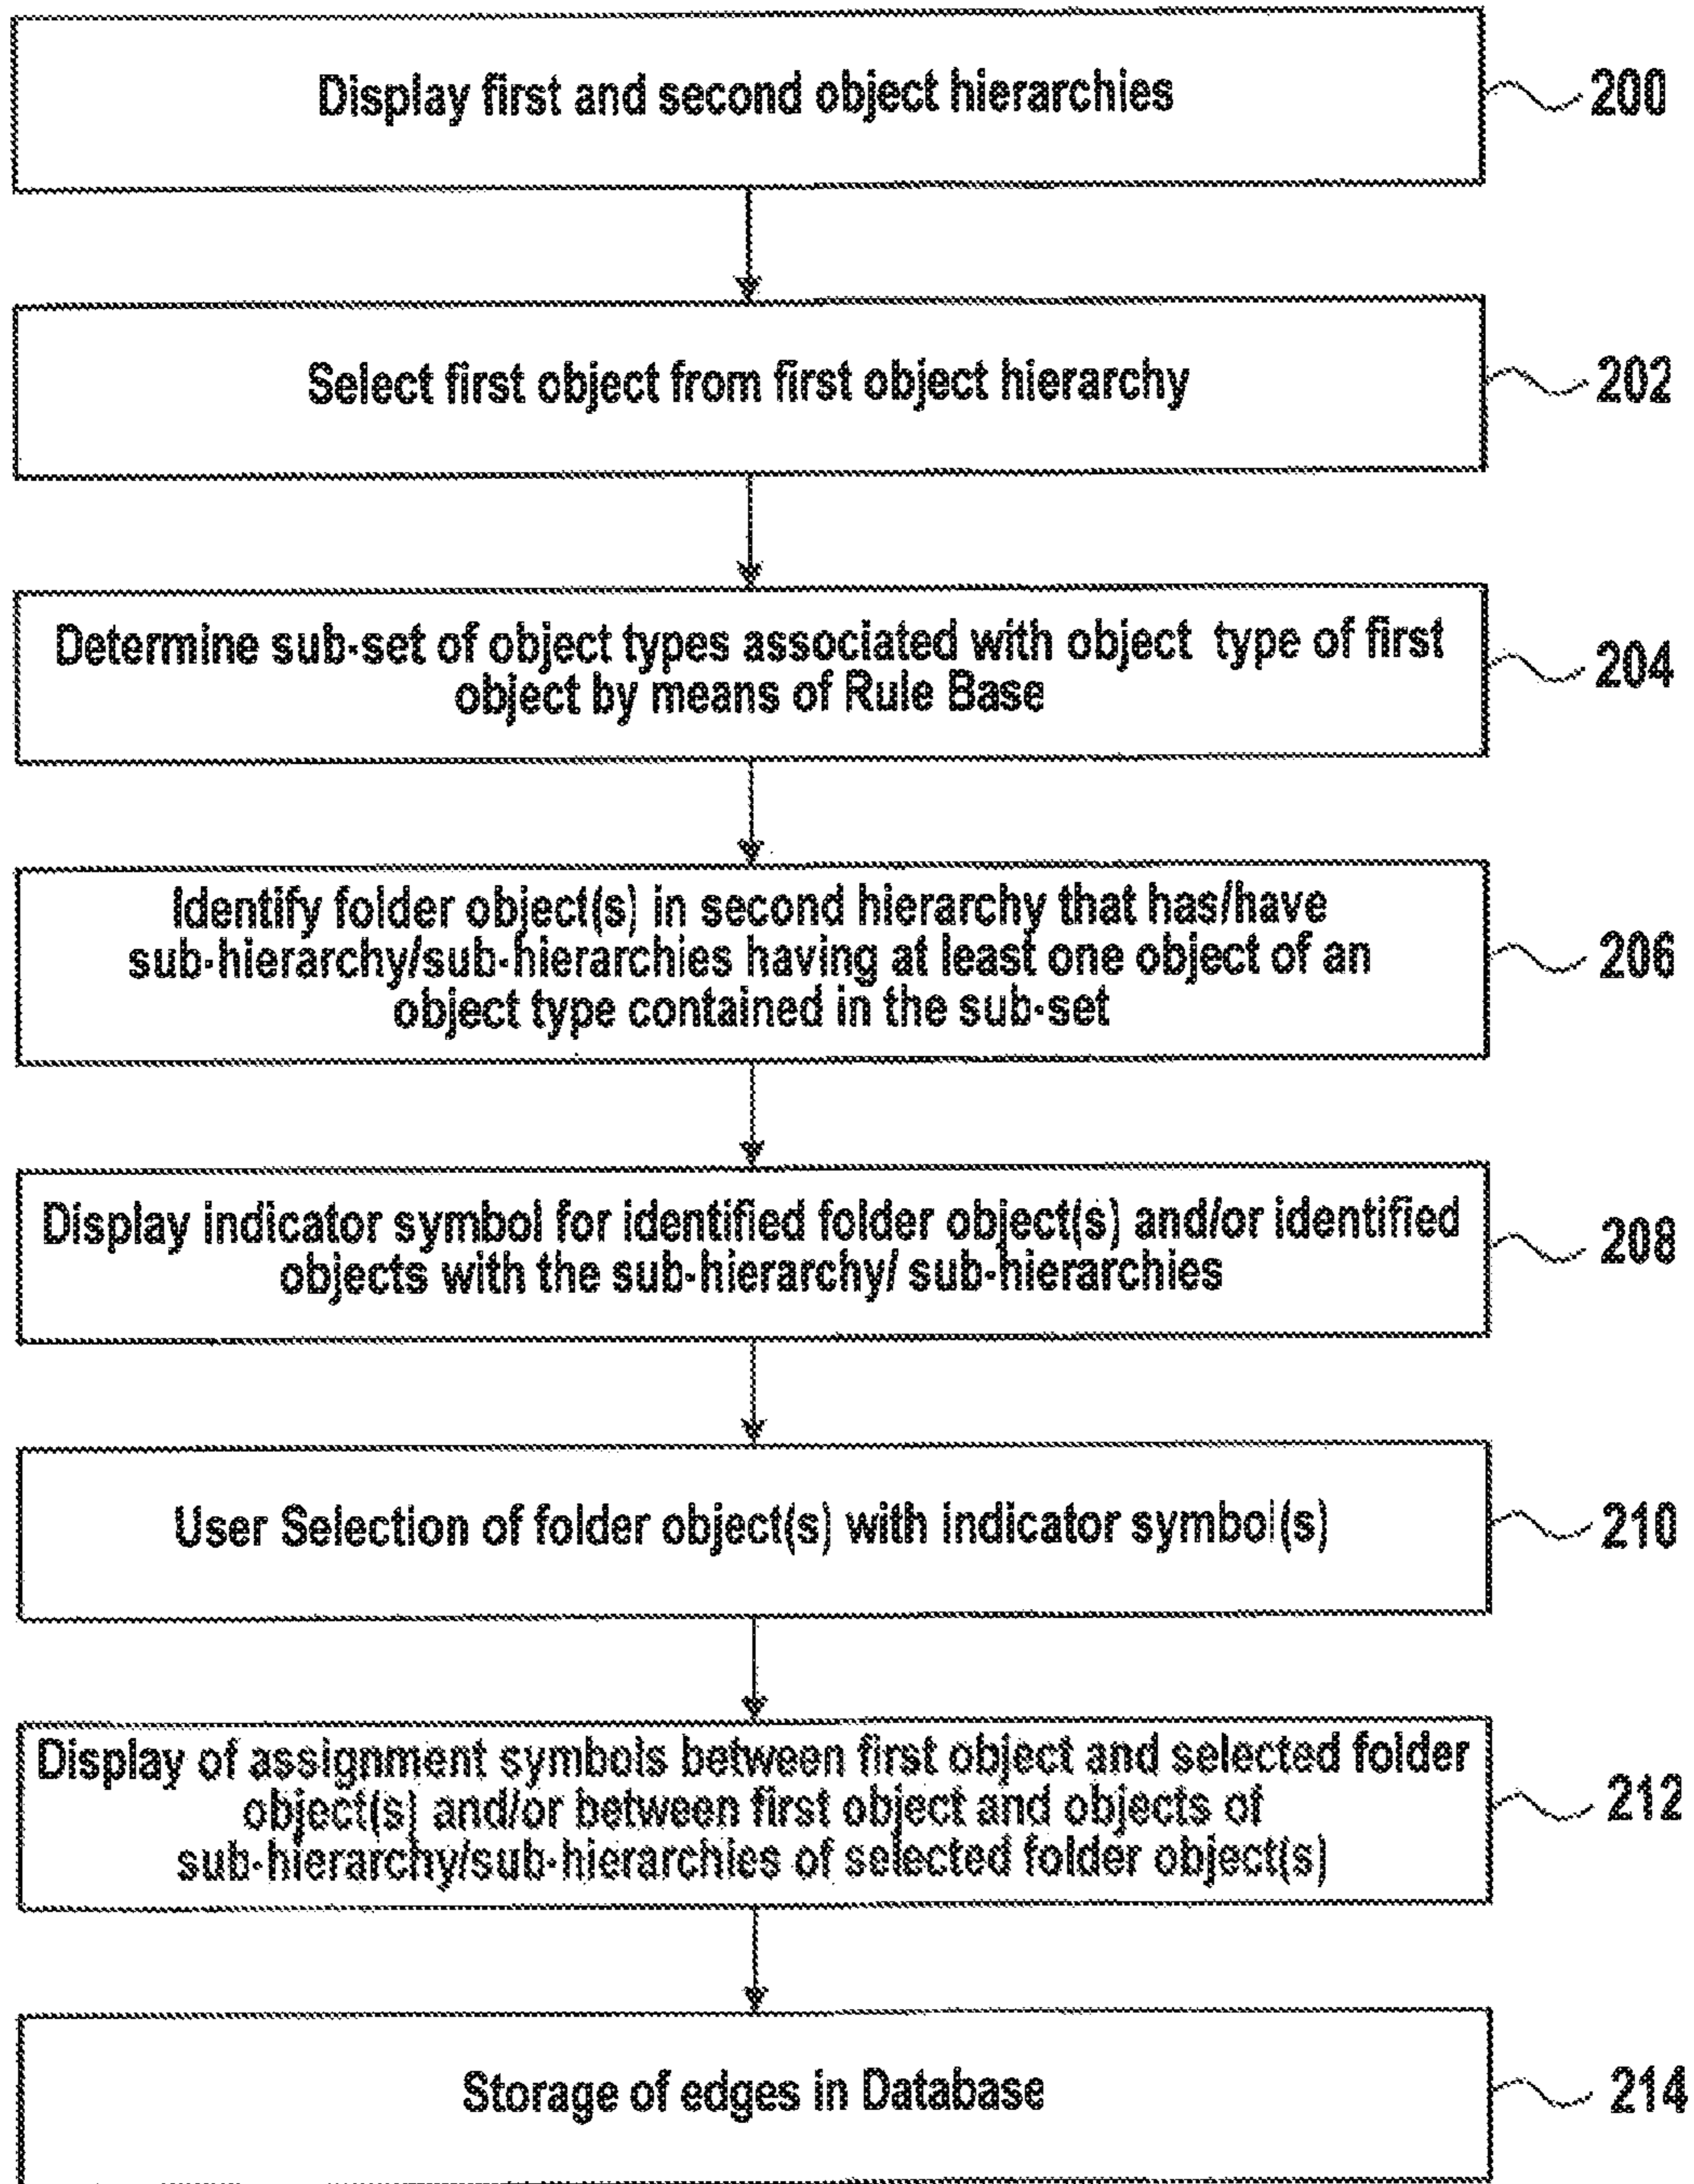 Display first and second object hierarchies
200
Select first object from first object hierarchy
202
Determine sub-set of object types associated with object type of first
object by means of Rule Base
204
Identify folder object(s) in second hierarchy that has/have
sub-hierarchy/sub-hierarchies having at least one object of an
object type contained in the sub-set
206
Display indicator symbol for identified folder object(s) and/or identified
objects with the sub-hierarchy/ sub-hierarchies
208
User Selection of folder object(s) with indicator symbol(s)
210
Display of assignment symbols between first object and selected folder
object(s) and/or between first object and objects of
sub-hierarchy/sub-hierarchies of selected folder object(s)
212
Storage of edges in Database
214